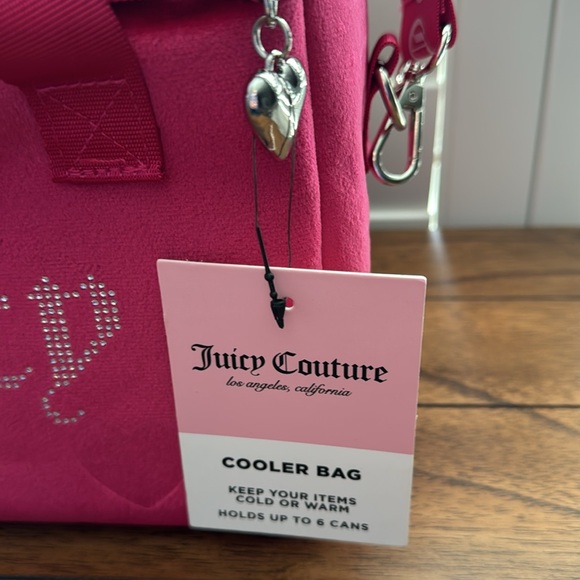 Juicy Couture
los angeles, california
COOLER BAG
KEEP YOUR ITEMS
COLD OR WARM
HOLDS UP TO 6 CANS